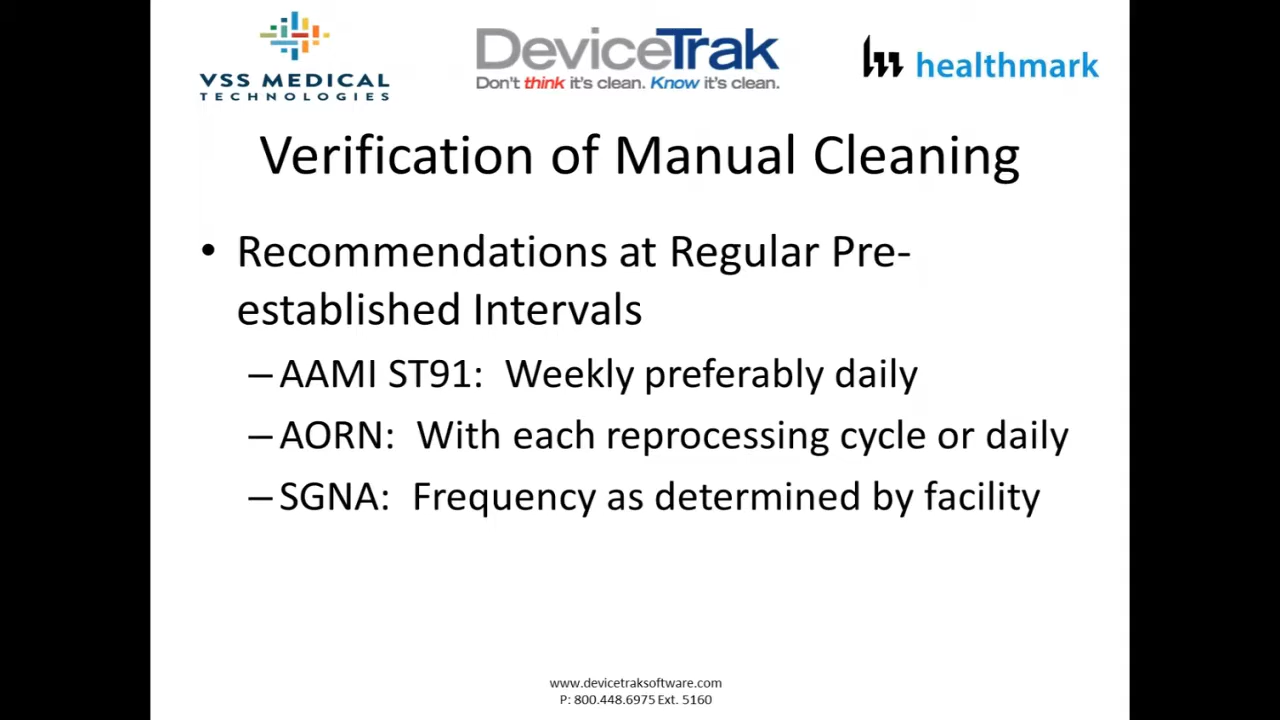 VSS MEDICAL
TECHNOLOGIES
DeviceTrak
Don't think it's clean. Know it's clean.
healthmark
Verification of Manual Cleaning
• Recommendations at Regular Pre-
established Intervals
– AAMI ST91: Weekly preferably daily
– AORN: With each reprocessing cycle or daily
– SGNA: Frequency as determined by facility
www.devicetraksoftware.com
P: 800.448.6975 Ext. 5160